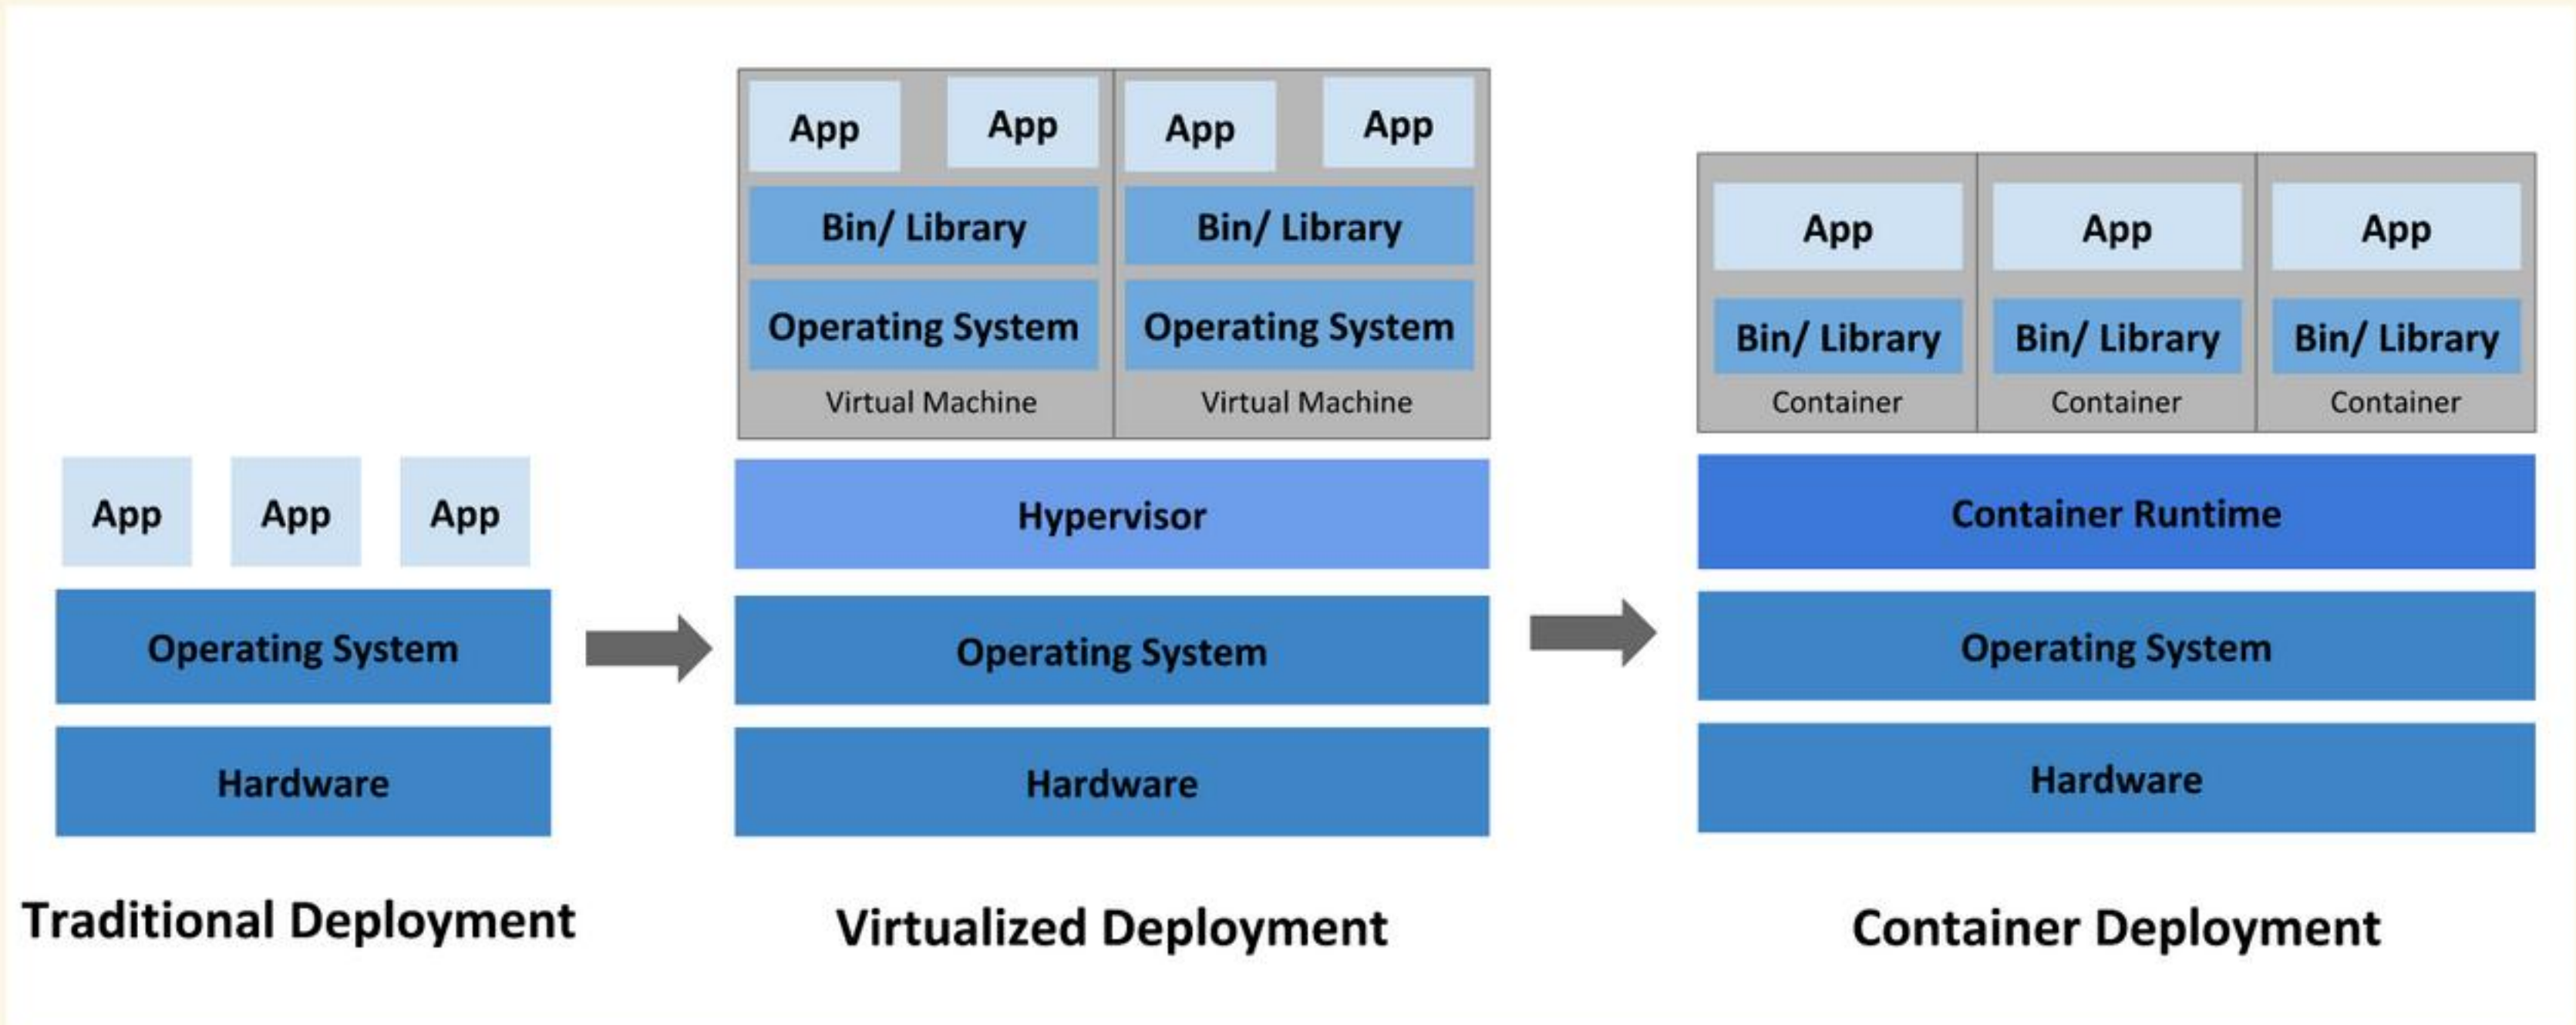 App
App
App
Operating System
Hardware
Traditional Deployment
App
App
App
App
Bin/ Library
Bin/ Library
Operating System
Operating System
Virtual Machine
Virtual Machine
Hypervisor
Operating System
Hardware
Virtualized Deployment
App
App
App
Bin/ Library
Bin/ Library
Bin/ Library
Container
Container
Container
Container Runtime
Operating System
Hardware
Container Deployment